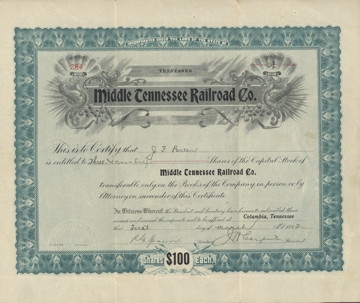 INCORPORATED UNDER THE LAWS OF THE STATE OF
TENNESSEE
Middle Tennessee Railroad Co.
This is to Certify that J
is entitled to Shares of the Capital Stock of
Middle Tennessee Railroad Co.
transferable only on the Books of the Company in person or by
Attorney on surrender of this Certificate.
In Witness Whereof, the President and Secretary have hereunto subscribed their
names and caused the corporate seal to be affixed at Columbia, Tennessee
this First day of
Shares $100 Each.